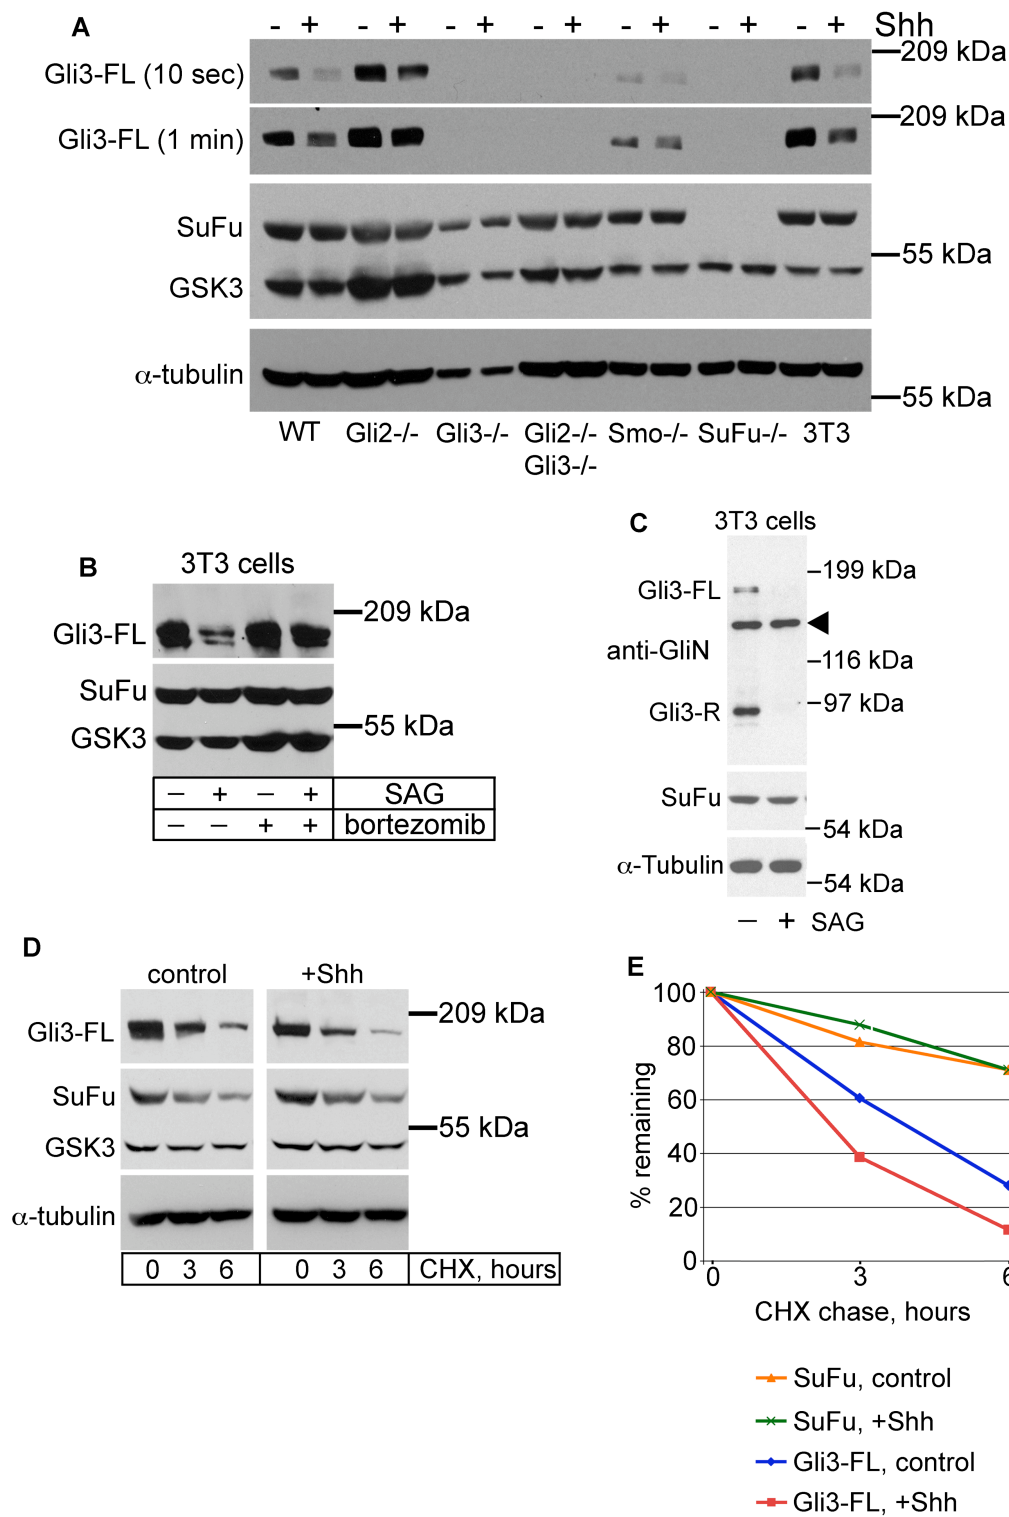 A
- + - + - + - + - + - + - + Shh
Gli3-FL (10 sec)
209 kDa
Gli3-FL (1 min)
209 kDa
SuFu
55 kDa
GSK3
α-tubulin
55 kDa
WT Gli2-/- Gli3-/- Gli2-/- Smo-/- SuFu-/- 3T3
Gli3-/-
B
3T3 cells
Gli3-FL
209 kDa
SuFu
55 kDa
GSK3
– + – + SAG
– – + + bortezomib
C
3T3 cells
199 kDa
Gli3-FL
anti-GliN
116 kDa
97 kDa
Gli3-R
SuFu
54 kDa
α-Tubulin
54 kDa
– + SAG
D
control +Shh
Gli3-FL
209 kDa
SuFu
55 kDa
GSK3
α-tubulin
0 3 6 0 3 6 CHX, hours
E
100
80
60
40
20
0
% remaining
0 3 6
CHX chase, hours
SuFu, control
SuFu, +Shh
Gli3-FL, control
Gli3-FL, +Shh